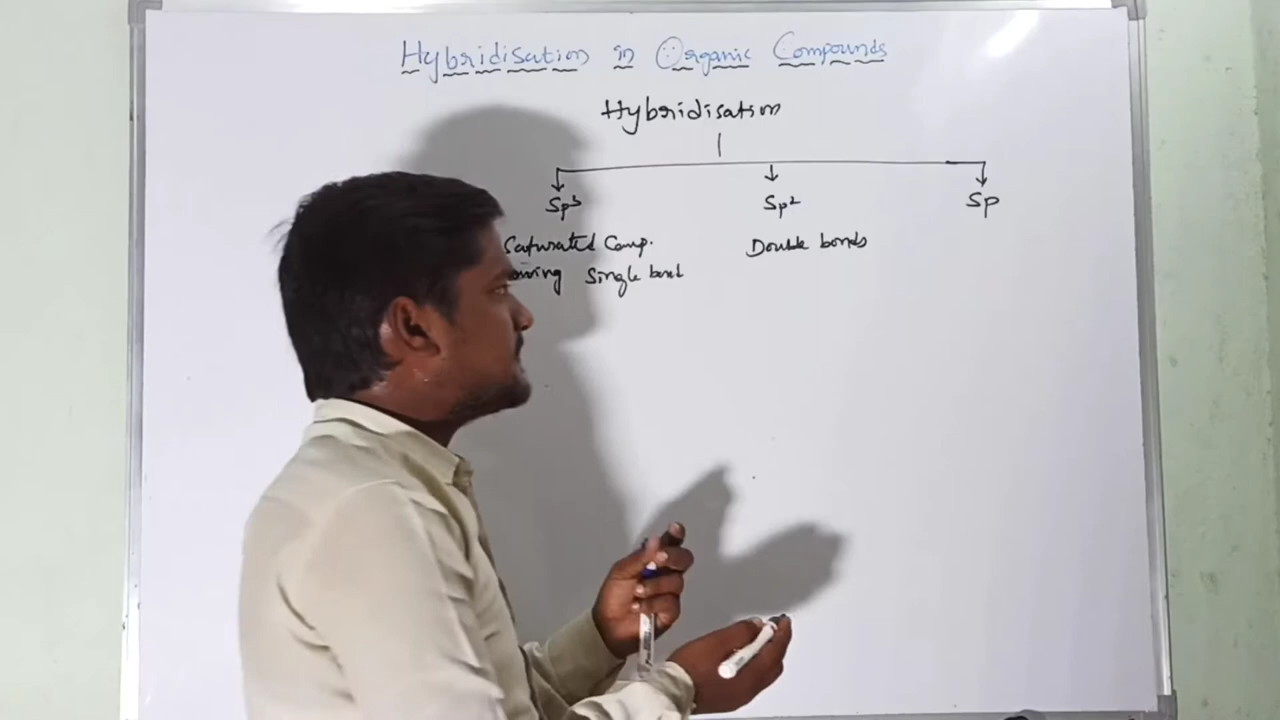 Hybridisation in Organic Compounds
Hybridisation
Sp³ Sp² Sp
Saturated Comp. Double bonds
Single bond